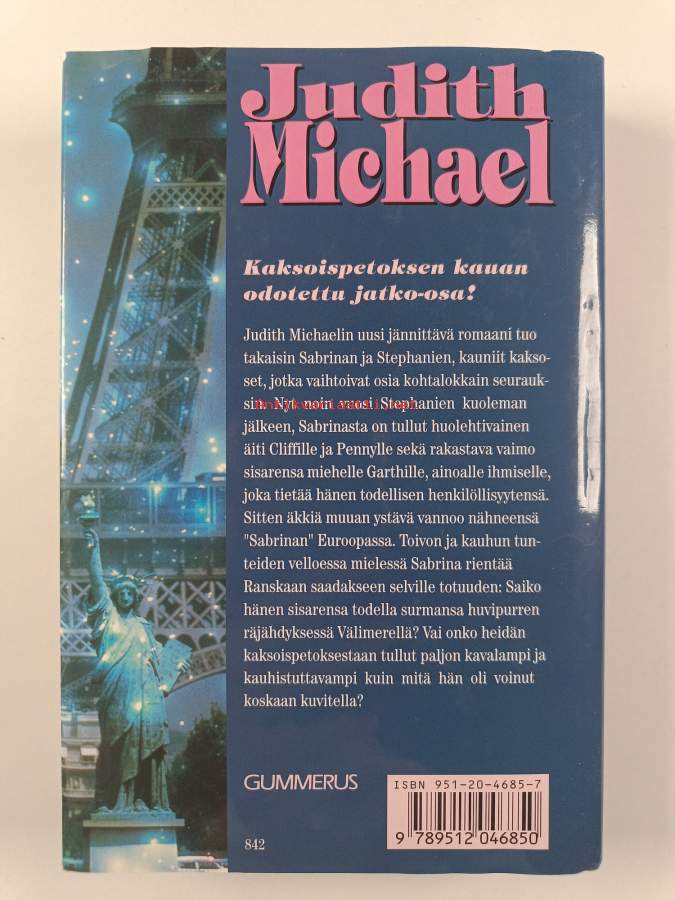 Judith
Michael
Kaksoispetoksen kauan
odotettu jatko-osa!
Judith Michaelin uusi jännittävä romaani tuo
takaisin Sabrinan ja Stephanien, kauniit kakso-
set, jotka vaihtoivat osia kohtalokkain seurauk-
sin. Nyt, noin vuosi Stephanien kuoleman
jälkeen, Sabrinasta on tullut huolehtivainen
äiti Cliffille ja Pennylle sekä rakastava vaimo
sisarensa miehelle Garthille, ainoalle ihmiselle,
joka tietää hänen todellisen henkilöllisyytensä.
Sitten äkkiä muuan ystävä vannoo nähneensä
"Sabrinan" Euroopassa. Toivon ja kauhun tun-
teiden velloessa mielessä Sabrina rientää
Ranskaan saadakseen selville totuuden: Saiko
hänen sisarensa todella surmansa huvipurren
räjähdyksessä Välimerellä? Vai onko heidän
kaksoispetoksestaan tullut paljon kavalampi ja
kauhistuttavampi kuin mitä hän oli voinut
koskaan kuvitella?
GUMMERUS
842
ISBN 951-20-4685-7
9 789512 046850